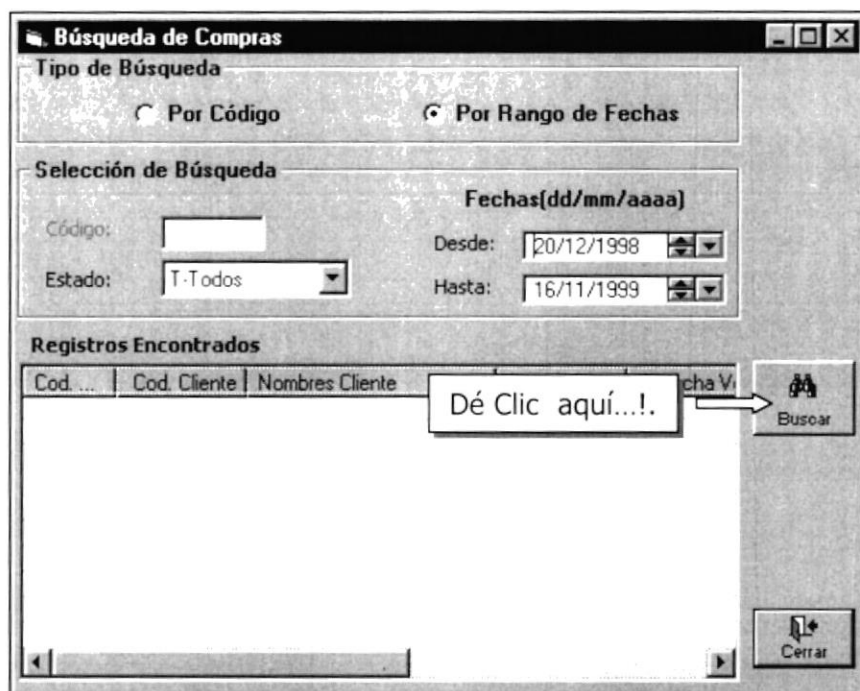 Búsqueda de Compras
Tipo de Búsqueda
Por Código
Por Rango de Fechas
Selección de Búsqueda
Fechas(dd/mm/aaaa)
Código:
Desde: 20/12/1998
Estado: T-Todos
Hasta: 16/11/1999
Registros Encontrados
Cod. ... Cod. Cliente Nombres Cliente
Dé Clic aquí...!.
Buscar
Cerrar